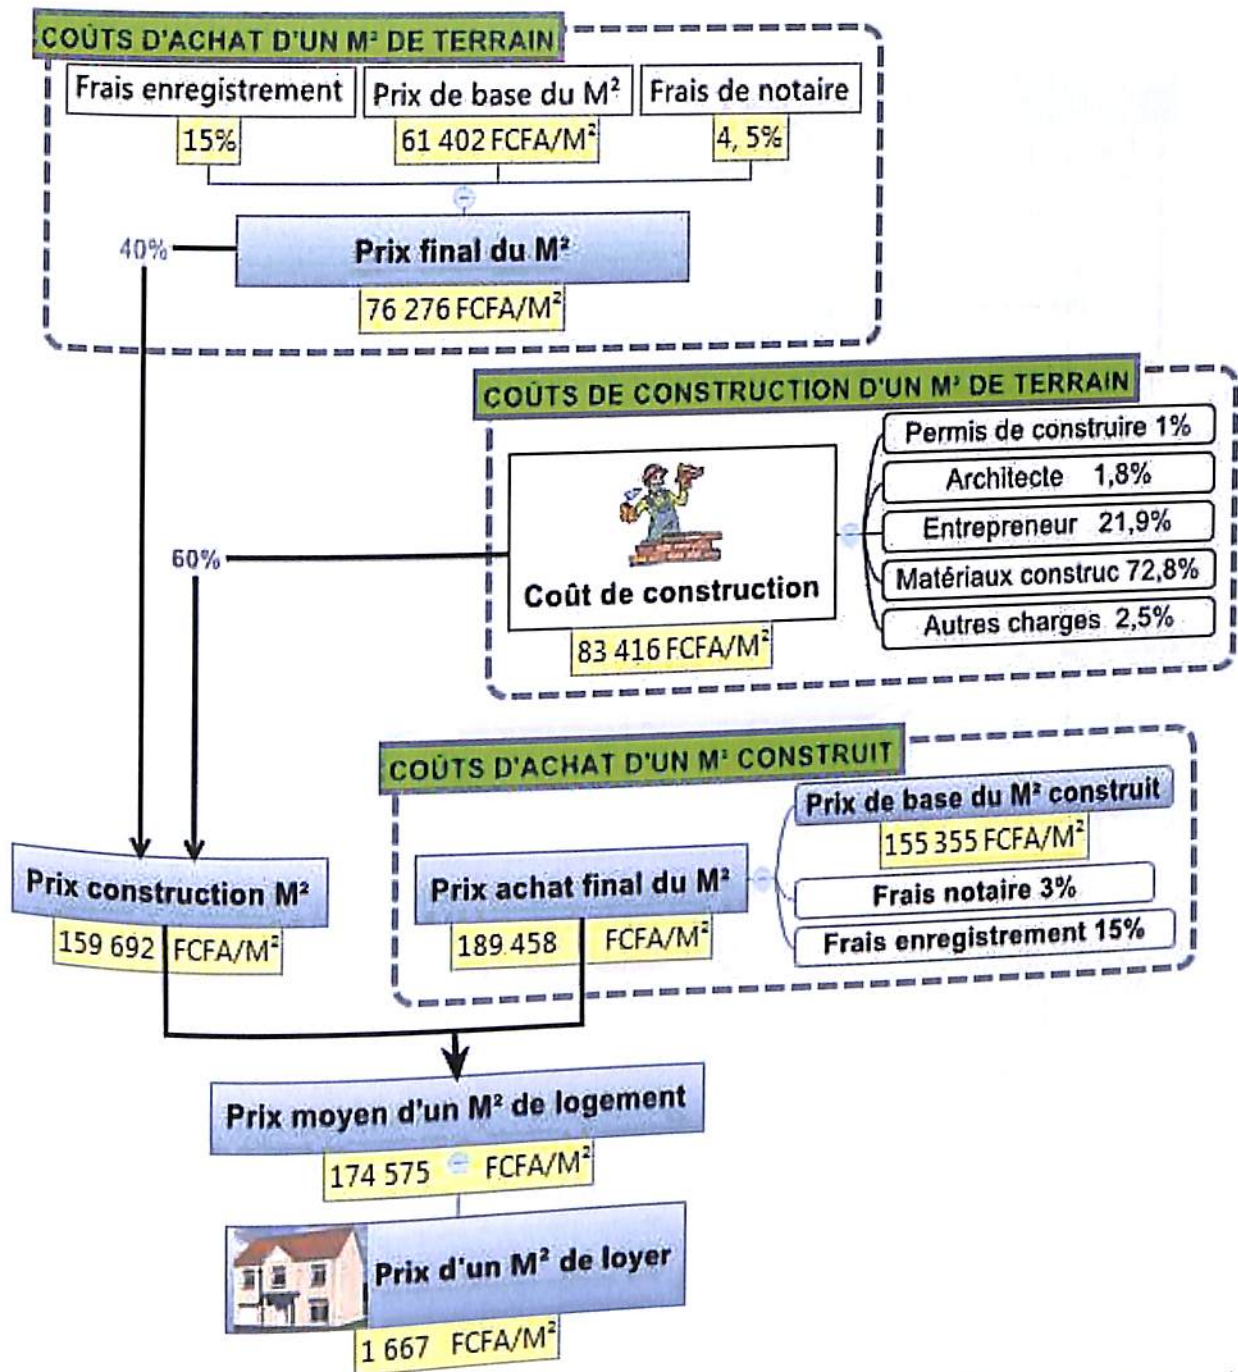 COÛTS D'ACHAT D'UN M² DE TERRAIN
Frais enregistrement
15%
Prix de base du M²
61 402 FCFA/M²
Frais de notaire
4, 5%
40%
Prix final du M²
76 276 FCFA/M²
COÛTS DE CONSTRUCTION D'UN M² DE TERRAIN
60%
Coût de construction
83 416 FCFA/M²
Permis de construire 1%
Architecte 1,8%
Entrepreneur 21,9%
Matériaux construc 72,8%
Autres charges 2,5%
COÛTS D'ACHAT D'UN M² CONSTRUIT
Prix de base du M² construit
155 355 FCFA/M²
Frais notaire 3%
Frais enregistrement 15%
Prix achat final du M²
189.458 FCFA/M²
Prix construction M²
159 692 FCFA/M²
Prix moyen d'un M² de logement
174 575 FCFA/M²
Prix d'un M² de loyer
1 667 FCFA/M²